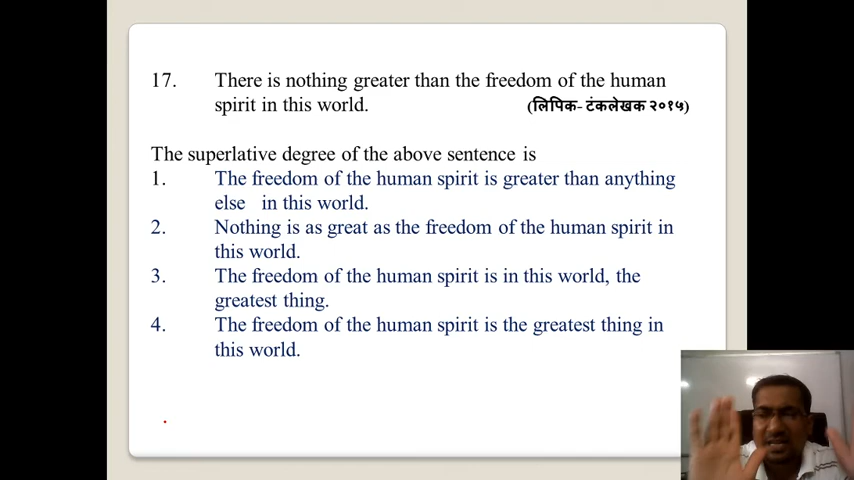 17. There is nothing greater than the freedom of the human
spirit in this world. (लिपिक- टंकलेखक २०१५)
The superlative degree of the above sentence is
1. The freedom of the human spirit is greater than anything
else in this world.
2. Nothing is as great as the freedom of the human spirit in
this world.
3. The freedom of the human spirit is in this world, the
greatest thing.
4. The freedom of the human spirit is the greatest thing in
this world.